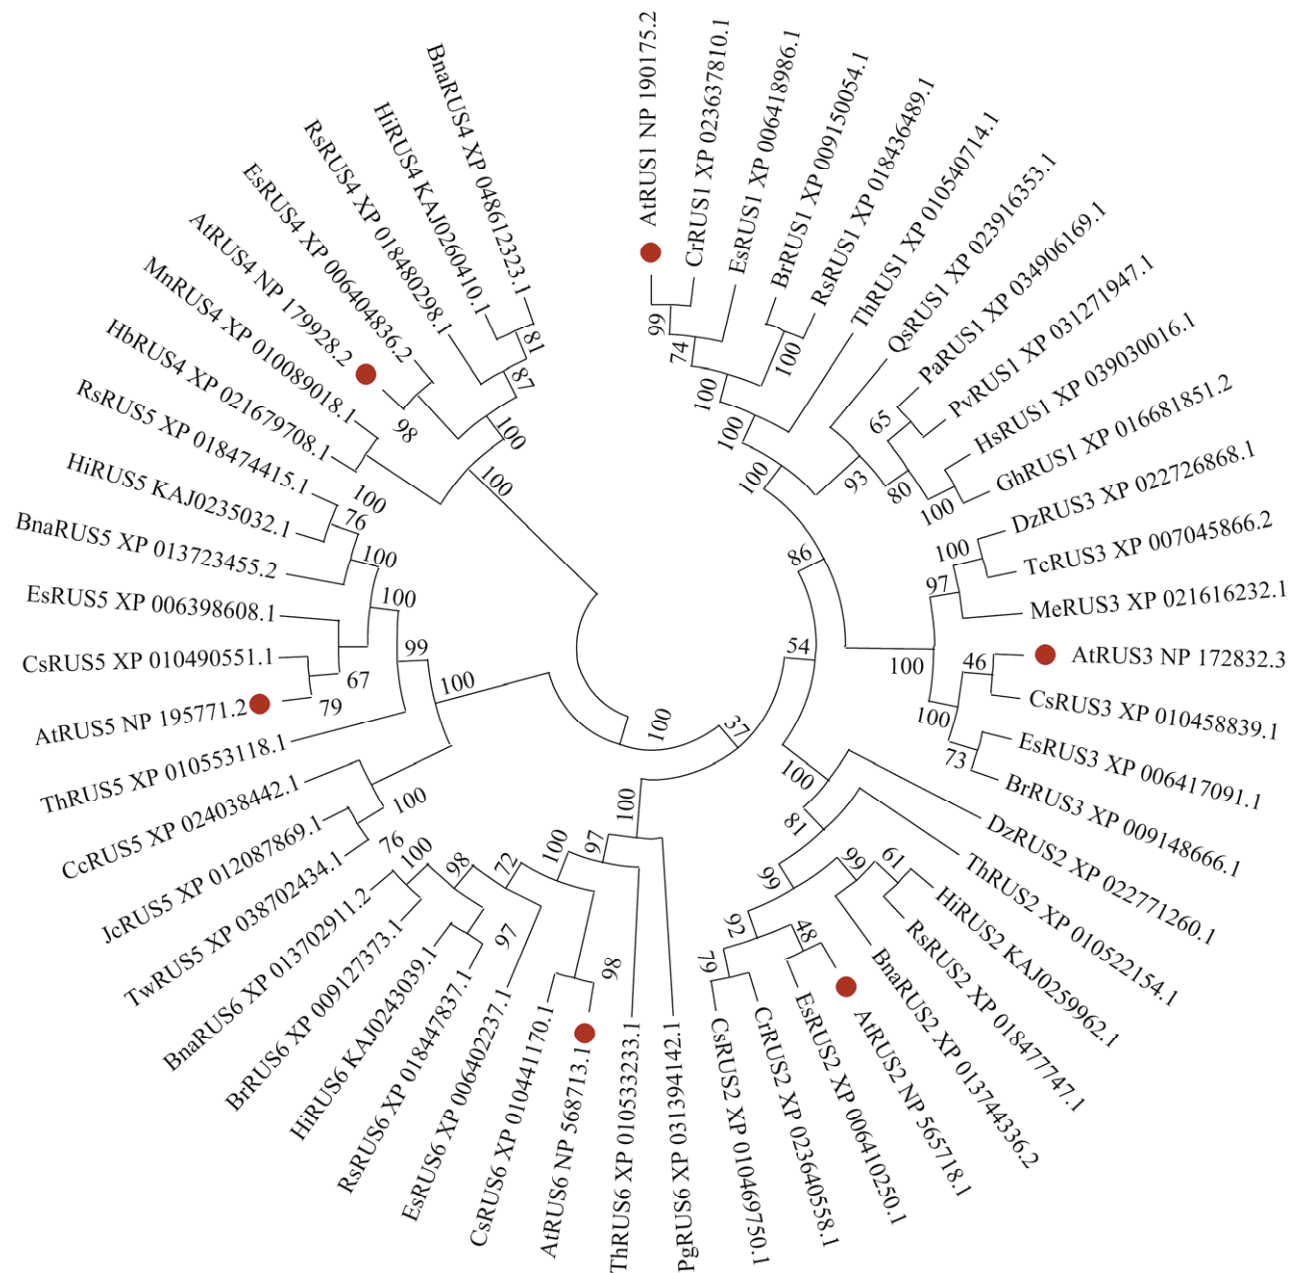 AtRUS1 NP 190175.2
CrRUS1 XP 023637810.1
EsRUS1 XP 006418986.1
BrRUS1 XP 009150054.1
RsRUS1 XP 018436489.1
ThRUS1 XP 010540714.1
QsRUS1 XP 023916353.1
PaRUS1 XP 034906169.1
PvRUS1 XP 031271947.1
HsRUS1 XP 039030016.1
GhRUS1 XP 016681851.2
DzRUS3 XP 022726868.1
TcRUS3 XP 007045866.2
MeRUS3 XP 021616232.1
AtRUS3 NP 172832.3
CsRUS3 XP 010458839.1
EsRUS3 XP 006417091.1
BrRUS3 XP 009148666.1
DzRUS2 XP 022771260.1
ThRUS2 XP 010522154.1
HiRUS2 KAJ0259962.1
RsRUS2 XP 018477747.1
BnaRUS2 XP 013744336.2
AtRUS2 NP 565718.1
EsRUS2 XP 006410250.1
CrRUS2 XP 023640558.1
CsRUS2 XP 010469750.1
PgRUS6 XP 031394142.1
ThRUS6 XP 010533233.1
AtRUS6 NP 568713.1
CsRUS6 XP 010441170.1
EsRUS6 XP 006402237.1
RsRUS6 XP 018447837.1
HiRUS6 KAJ0243039.1
BrRUS6 XP 009127373.1
BnaRUS6 XP 013702911.2
TwRUS5 XP 038702434.1
JcRUS5 XP 012087869.1
CcRUS5 XP 024038442.1
ThRUS5 XP 010553118.1
AtRUS5 NP 195771.2
CsRUS5 XP 010490551.1
EsRUS5 XP 006398608.1
BnaRUS5 XP 013723455.2
HiRUS5 KAJ0235032.1
RsRUS5 XP 018474415.1
HbRUS4 XP 021679708.1
MnRUS4 XP 010089018.1
AtRUS4 NP 179928.2
EsRUS4 XP 006404836.2
RsRUS4 XP 018480298.1
HiRUS4 KAJ0260410.1
BnaRUS4 XP 048612323.1
99
74
100
100
100
100
93
65
80
100
86
100
97
100
46
100
73
54
100
81
99
99
61
92
48
79
37
100
100
97
100
98
72
97
98
100
76
100
100
99
100
79
67
100
76
100
100
98
100
87
81